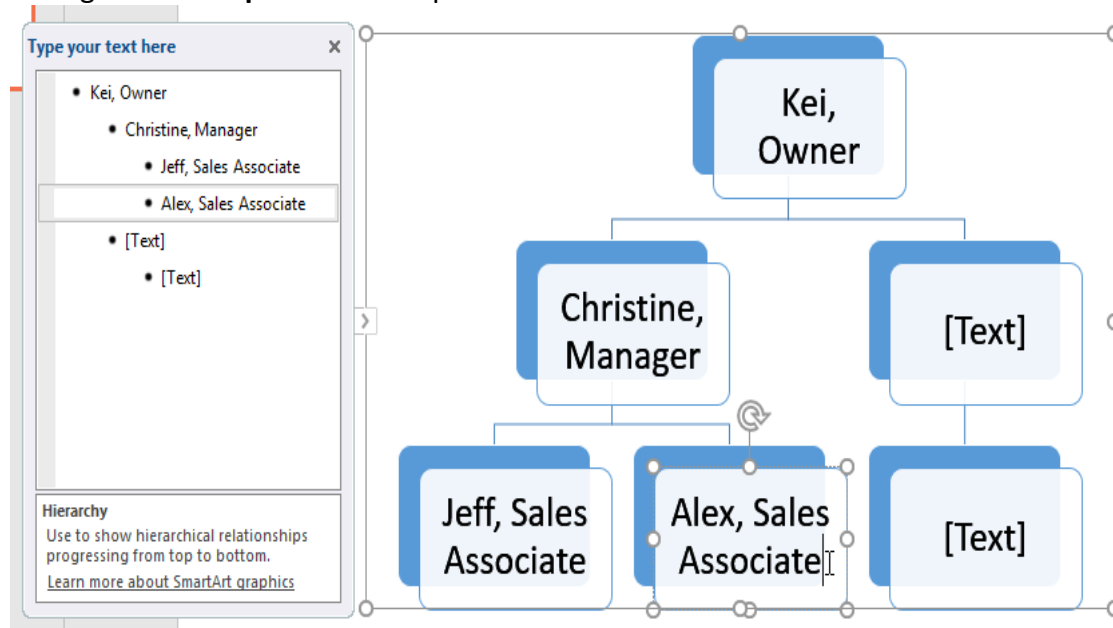 Type your text here
Kei, Owner
Christine, Manager
Jeff, Sales Associate
Alex, Sales Associate
[Text]
[Text]
Hierarchy
Use to show hierarchical relationships
progressing from top to bottom.
Learn more about SmartArt graphics
Kei,
Owner
Christine,
Manager
[Text]
Jeff, Sales
Associate
Alex, Sales
Associate
[Text]